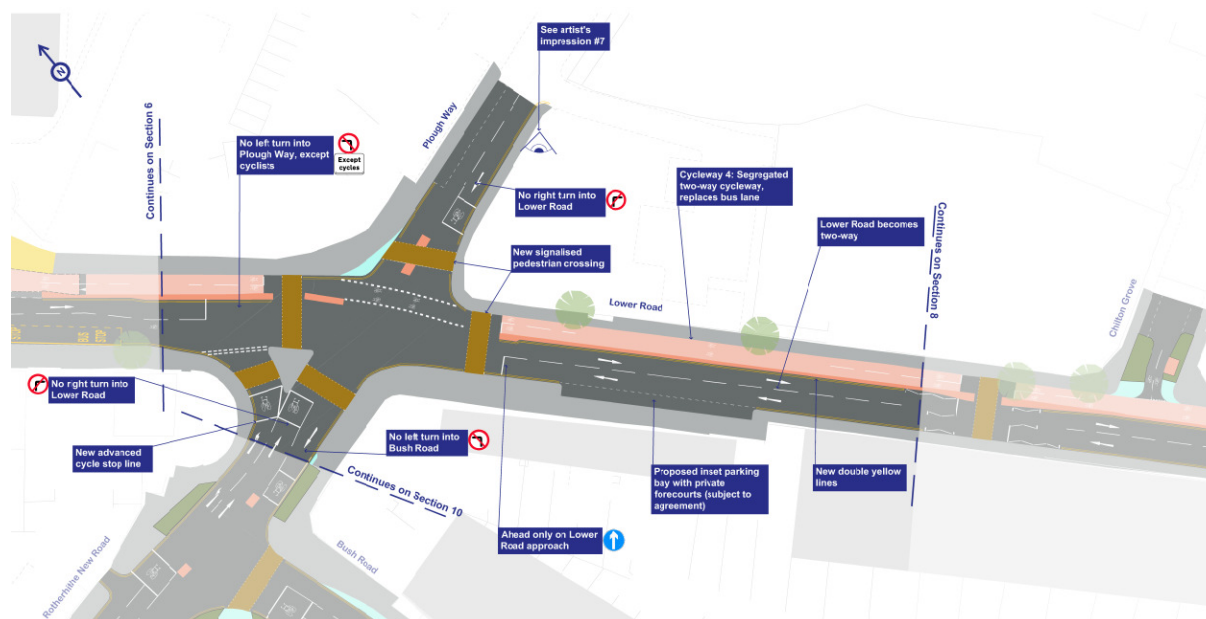 See artist's
impression #7
N
Continues on Section 6
Plough Way
No left turn into
Plough Way, except
cyclists
Except
cycles
No right turn into
Lower Road
Cycleway 4: Segregated
two-way cycleway,
replaces bus lane
Lower Road becomes
two-way
Continues on Section 8
New signalised
pedestrian crossing
Lower Road
Chilton Grove
BUS
STOP
STOP
No right turn into
Lower Road
New advanced
cycle stop line
No left turn into
Bush Road
Continues on Section 10
Proposed inset parking
bay with private
forecourts (subject to
agreement)
New double yellow
lines
Ahead only on Lower
Road approach
Rotherhithe New Road
Bush Road